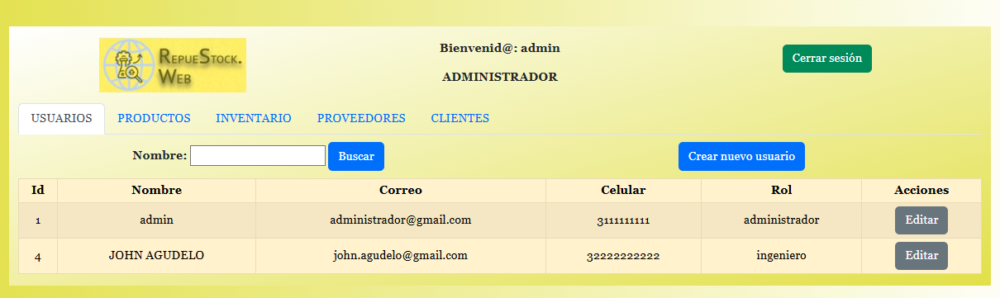 REPUESTOCK.
WEB
Bienvenid@: admin
ADMINISTRADOR
Cerrar sesión
USUARIOS PRODUCTOS INVENTARIO PROVEEDORES CLIENTES
Nombre: Buscar Crear nuevo usuario
Id Nombre Correo Celular Rol Acciones
1 admin administrador@gmail.com 3111111111 administrador Editar
4 JOHN AGUDELO john.agudelo@gmail.com 32222222222 ingeniero Editar